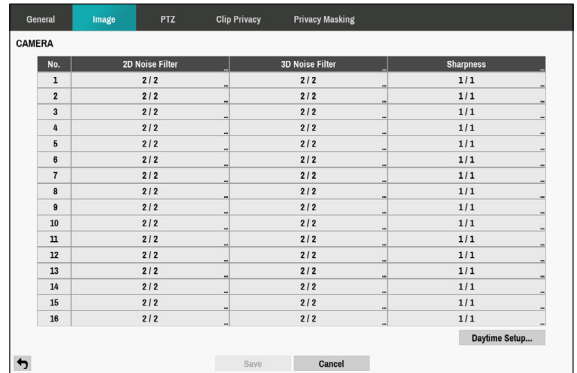 General Image PTZ Clip Privacy Privacy Masking
CAMERA
No. 2D Noise Filter ... 3D Noise Filter ... Sharpness ...
1 2 / 2 ... 2 / 2 ... 1 / 1 ...
2 2 / 2 ... 2 / 2 ... 1 / 1 ...
3 2 / 2 ... 2 / 2 ... 1 / 1 ...
4 2 / 2 ... 2 / 2 ... 1 / 1 ...
5 2 / 2 ... 2 / 2 ... 1 / 1 ...
6 2 / 2 ... 2 / 2 ... 1 / 1 ...
7 2 / 2 ... 2 / 2 ... 1 / 1 ...
8 2 / 2 ... 2 / 2 ... 1 / 1 ...
9 2 / 2 ... 2 / 2 ... 1 / 1 ...
10 2 / 2 ... 2 / 2 ... 1 / 1 ...
11 2 / 2 ... 2 / 2 ... 1 / 1 ...
12 2 / 2 ... 2 / 2 ... 1 / 1 ...
13 2 / 2 ... 2 / 2 ... 1 / 1 ...
14 2 / 2 ... 2 / 2 ... 1 / 1 ...
15 2 / 2 ... 2 / 2 ... 1 / 1 ...
16 2 / 2 ... 2 / 2 ... 1 / 1 ...
Daytime Setup...
Save Cancel